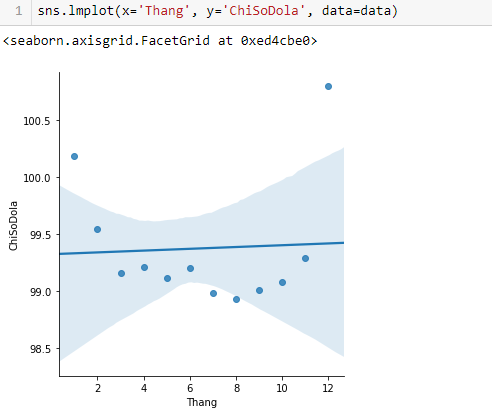 1 sns.lmplot(x='Thang', y='ChiSoDola', data=data)
<seaborn.axisgrid.FacetGrid at 0xed4cbe0>
100.5
100.0
99.5
99.0
98.5
ChiSoDola
2 4 6 8 10 12
Thang